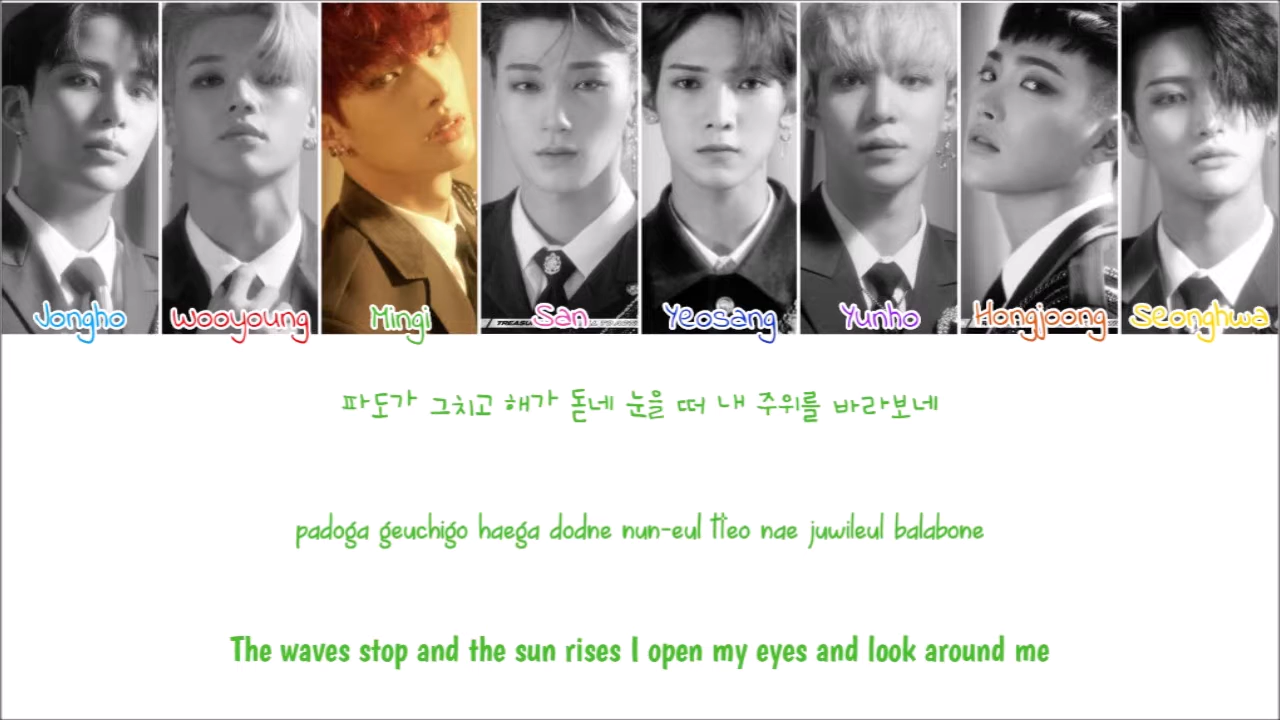 Jongho
Wooyoung
Mingi
San
Yeosang
Yunho
Hongjoong
Seonghwa
파도가 그치고 해가 돋네 눈을 떠 내 주위를 바라보네
padoga geuchigo haega dodne nun-eul tteo nae juwileul balabone
The waves stop and the sun rises I open my eyes and look around me